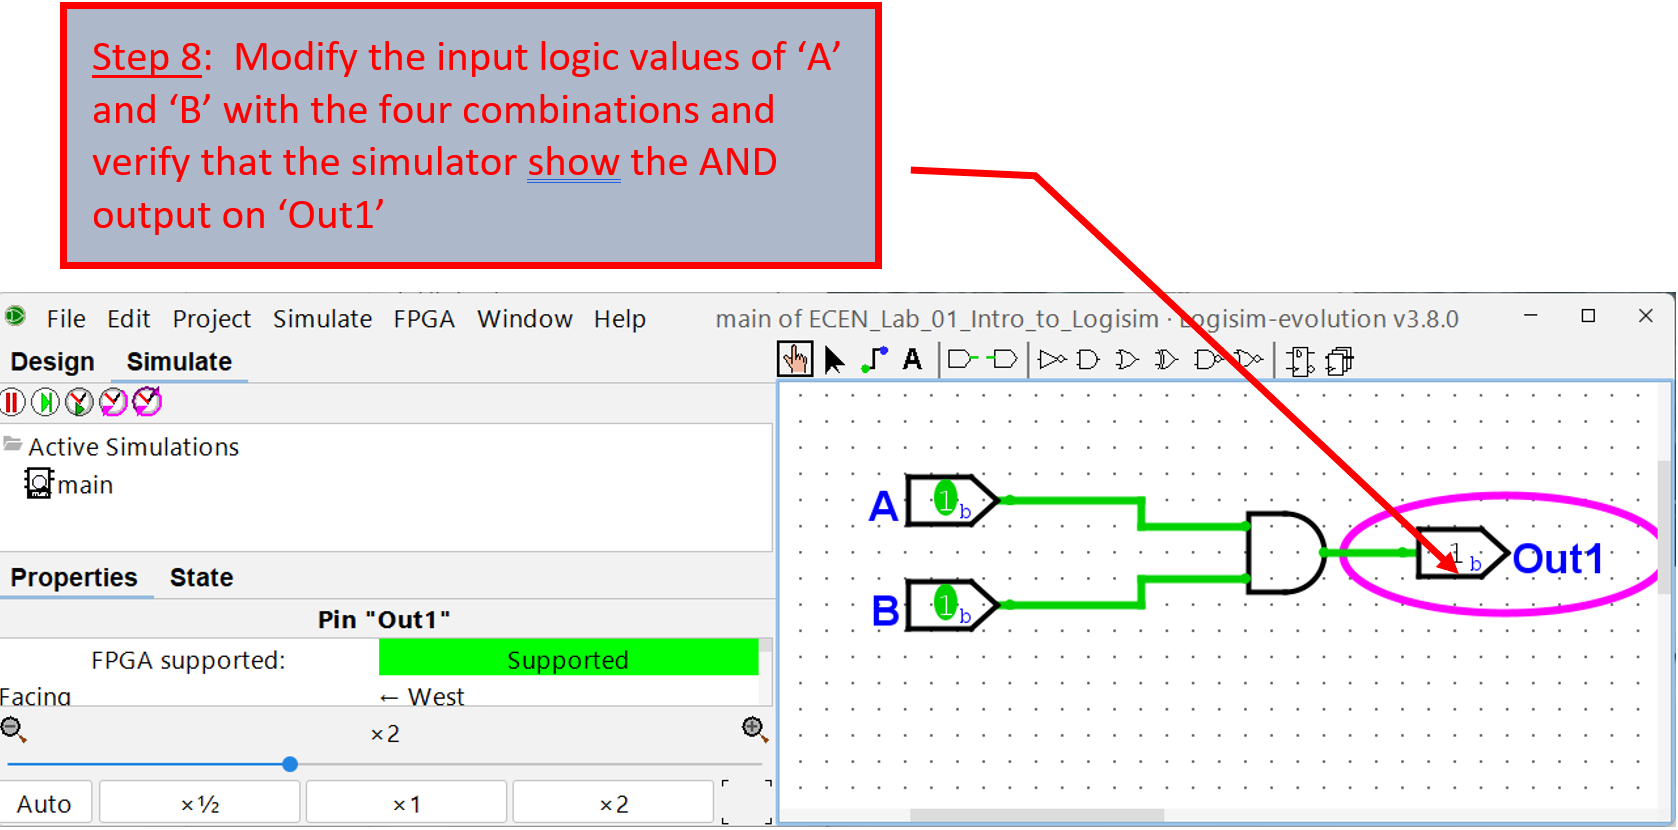 Step 8:  Modify the input logic values of ‘A’
and ‘B’ with the four combinations and
verify that the simulator show the AND
output on ‘Out1’
File Edit Project Simulate FPGA Window Help
main of ECEN_Lab_01_Intro_to_Logisim · Logisim-evolution v3.8.0
Design Simulate
A
Active Simulations
main
A 1 b
1 b Out1
B 1 b
Properties State
Pin "Out1"
FPGA supported: Supported
Facing ← West
×2
Auto ×½ ×1 ×2